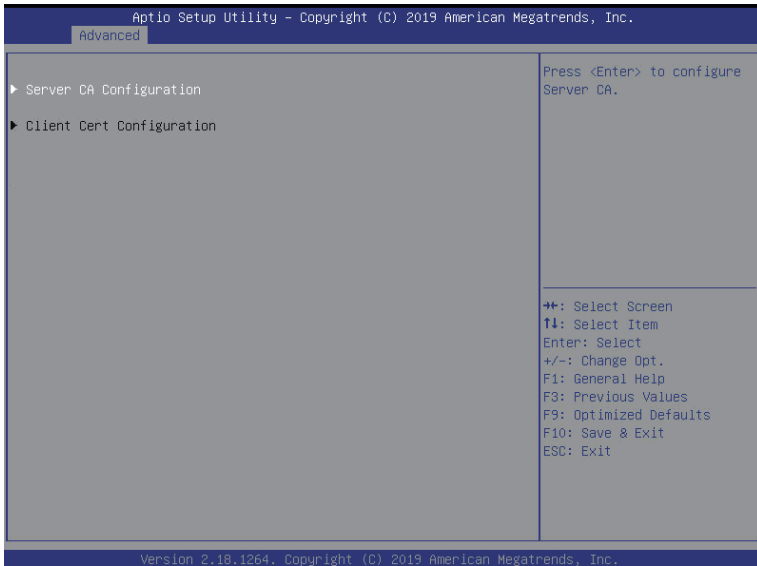 Aptio Setup Utility – Copyright (C) 2019 American Megatrends, Inc.
Advanced
▶ Server CA Configuration
▶ Client Cert Configuration
Press <Enter> to configure
Server CA.
→←: Select Screen
↑↓: Select Item
Enter: Select
+/-: Change Opt.
F1: General Help
F3: Previous Values
F9: Optimized Defaults
F10: Save & Exit
ESC: Exit
Version 2.18.1264. Copyright (C) 2019 American Megatrends, Inc.